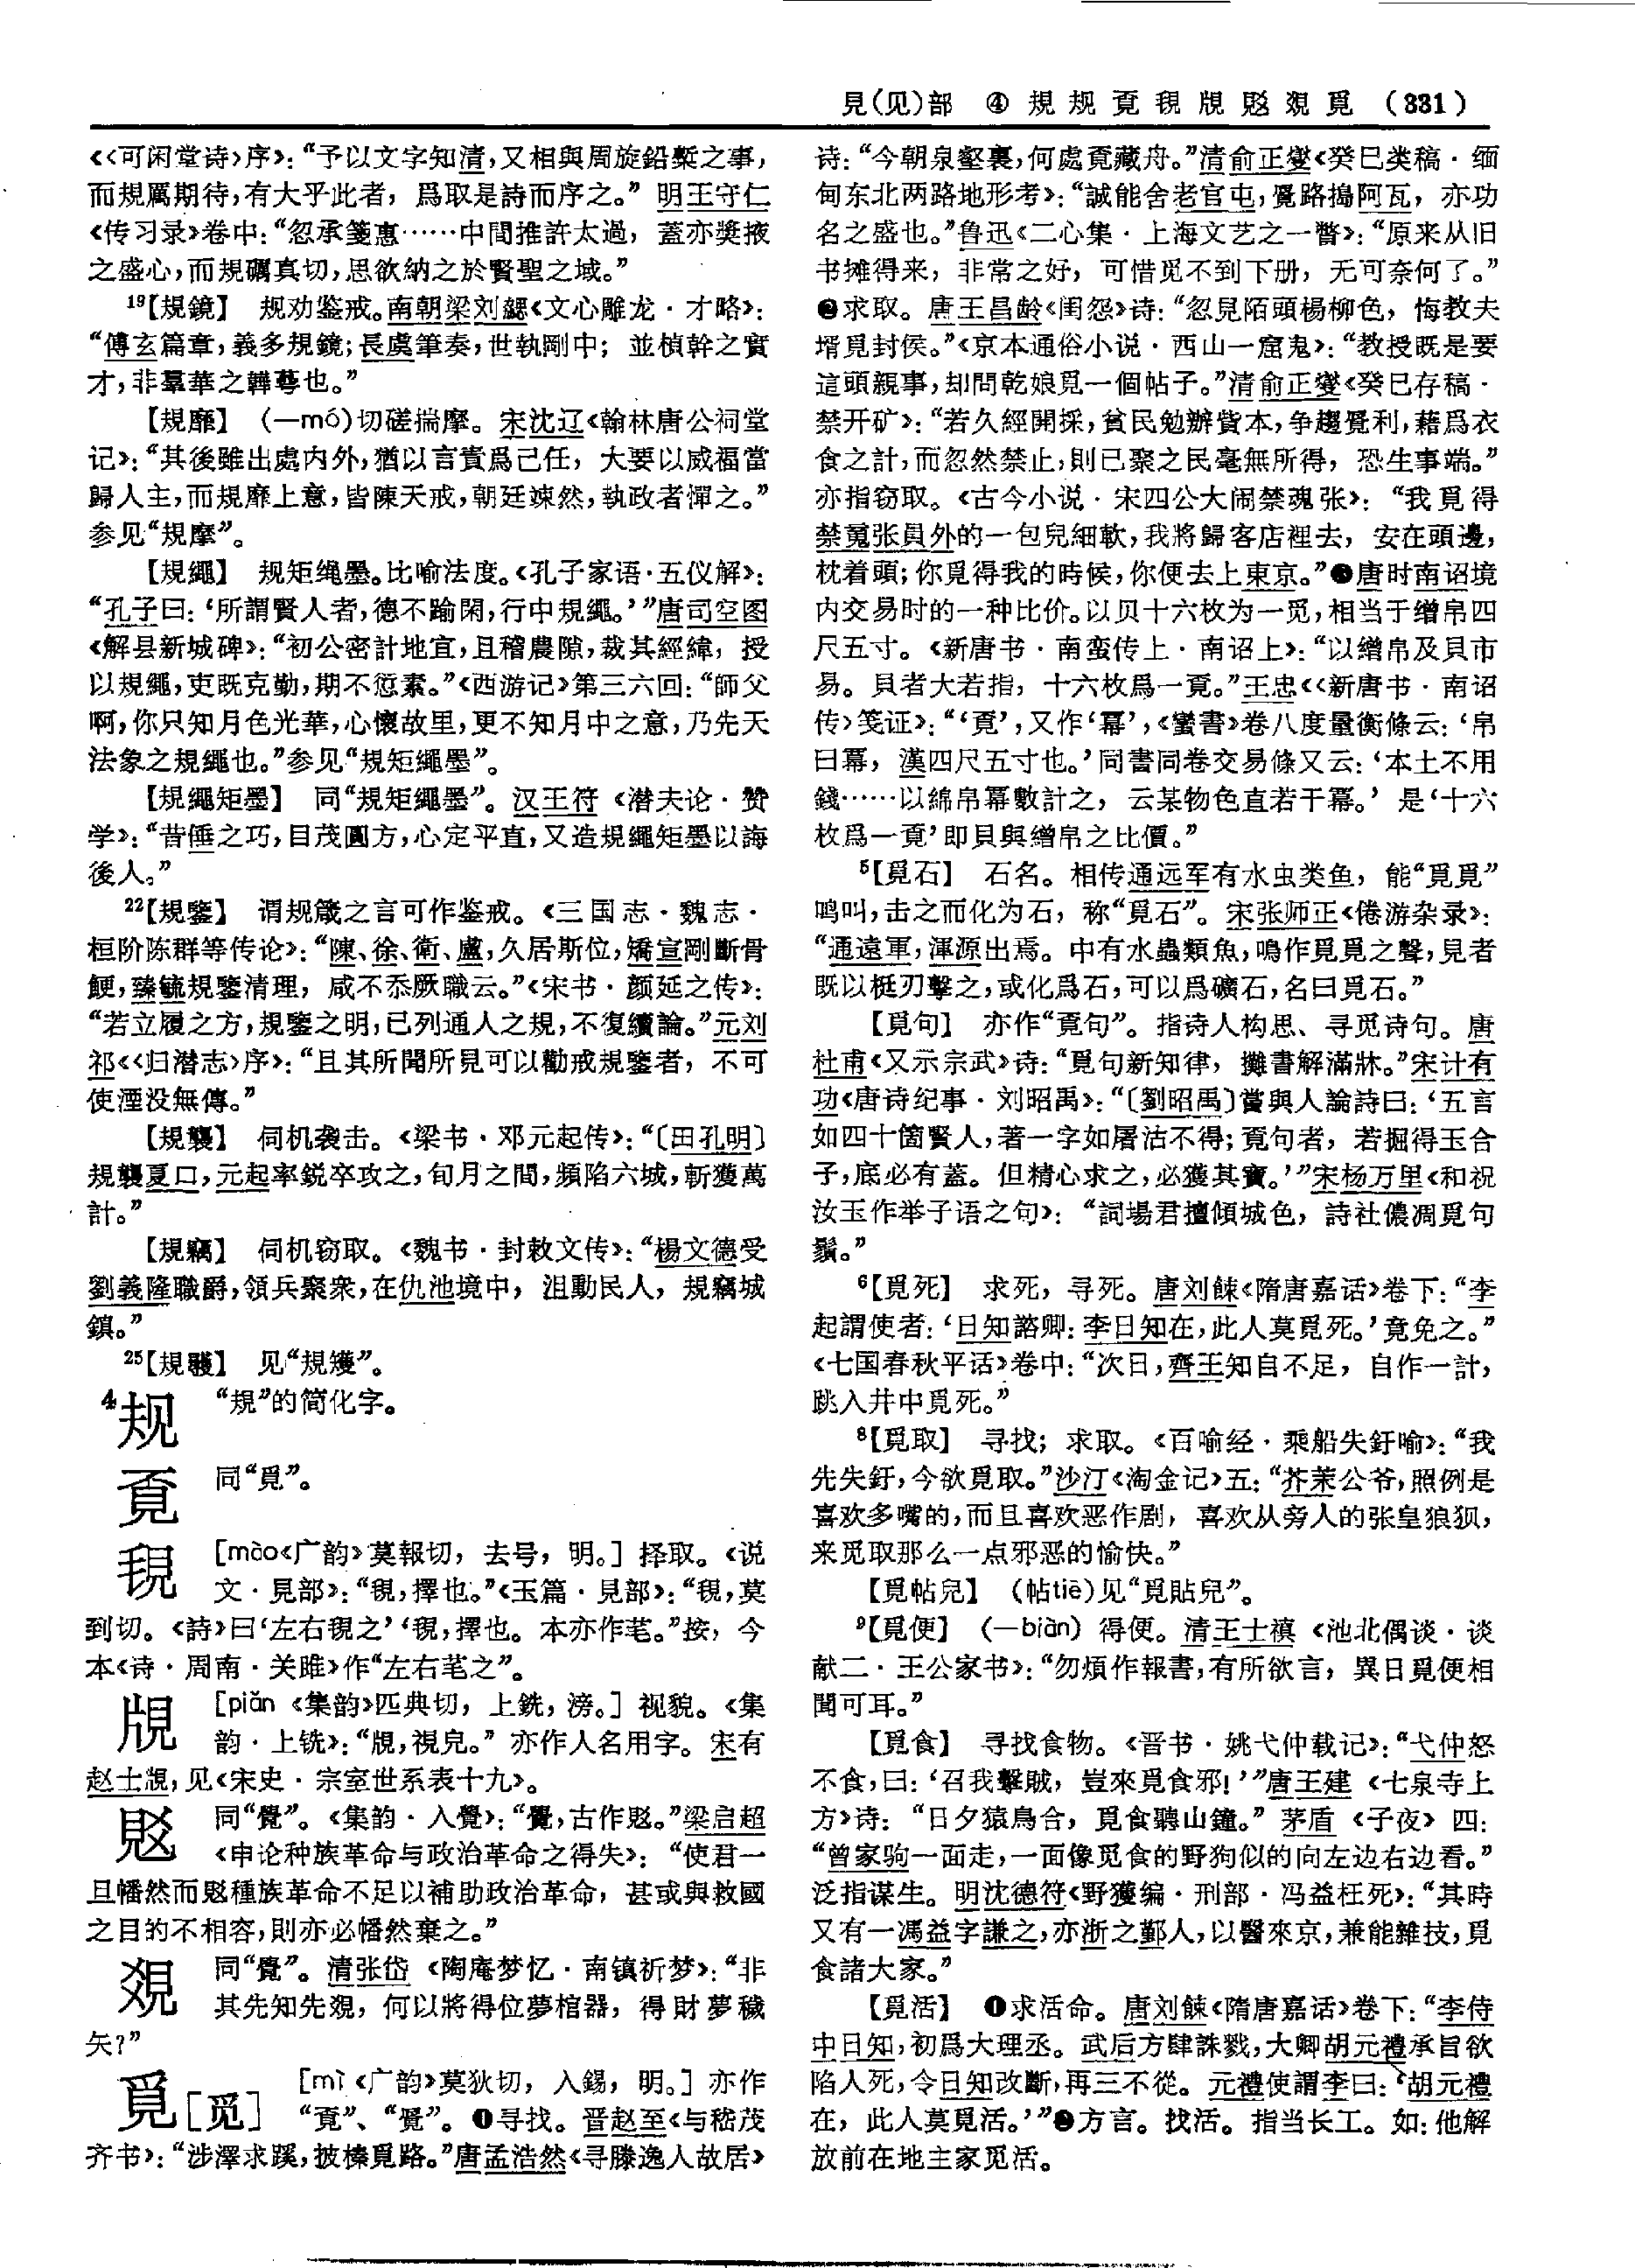 見(见)部　④ 規 规 覔 覒 覑 覐 覎 覓 (331)
《〈可闲堂诗〉序》：“予以文字知清，又相與周旋鉛槧之事，
而規厲期待，有大乎此者，爲取是詩而序之。”明王守仁
《传习录》卷中：“忽承箋惠……中間推許太過，蓋亦獎掖
之盛心，而規礪真切，思欲納之於賢聖之域。”
19【規鏡】　规劝鉴戒。南朝梁刘勰《文心雕龙·才略》：
“傅玄篇章，義多規鏡；長虞筆奏，世執剛中；並楨幹之實
才，非羣華之韡萼也。”
【規靡】（—mó）切磋揣摩。宋沈辽《翰林唐公祠堂
记》：“其後雖出處内外，猶以言責爲己任，大要以威福當
歸人主，而規靡上意，皆陳天戒，朝廷竦然，執政者憚之。”
参见“規摩”。
【規繩】　规矩绳墨。比喻法度。《孔子家语·五仪解》：
“孔子曰：‘所謂賢人者，德不踰閑，行中規繩。’”唐司空图
《解县新城碑》：“初公密計地宜，且稽農隙，裁其經緯，授
以規繩，吏既克勤，期不愆素。”《西游记》第三六回：“師父
啊，你只知月色光華，心懷故里，更不知月中之意，乃先天
法象之規繩也。”参见“規矩繩墨”。
【規繩矩墨】　同“規矩繩墨”。汉王符《潜夫论·赞
学》：“昔倕之巧，目茂圓方，心定平直，又造規繩矩墨以誨
後人。”
22【規鑒】　谓规箴之言可作鉴戒。《三国志·魏志·
桓阶陈群等传论》：“陳、徐、衛、盧，久居斯位，矯宣剛斷骨
鯁，臻毓規鑒清理，咸不忝厥職云。”《宋书·颜延之传》：
“若立履之方，規鑒之明，已列通人之規，不復續論。”元刘
祁《〈归潜志〉序》：“且其所聞所見可以勸戒規鑒者，不可
使湮没無傳。”
【規襲】　伺机袭击。《梁书·邓元起传》：“〔田孔明〕
規襲夏口，元起率鋭卒攻之，旬月之間，頻陷六城，斬獲萬
計。”
【規竊】　伺机窃取。《魏书·封敕文传》：“楊文德受
劉義隆職爵，領兵聚衆，在仇池境中，沮動民人，規竊城
鎮。”
25【規彠】　见“規矱”。
4规　“規”的简化字。
覔　同“覓”。
覒　[mào《广韵》莫報切，去号，明。]择取。《说
文·見部》：“覒，擇也。”《玉篇·見部》：“覒，莫
到切。《詩》曰‘左右覒之’‘覒，擇也。本亦作芼。”按，今
本《诗·周南·关雎》作“左右芼之”。
覑　[piǎn《集韵》匹典切，上銑，滂。]视貌。《集
韵·上铣》：“覑，視皃。”亦作人名用字。宋有
赵士覑，见《宋史·宗室世系表十九》。
覐　同“覺”。《集韵·入覺》：“覺，古作覐。”梁启超
《申论种族革命与政治革命之得失》：“使君一
且幡然而覐種族革命不足以補助政治革命，甚或與救國
之目的不相容，則亦必幡然棄之。”
覎　同“覺”。清张岱《陶庵梦忆·南镇祈梦》：“非
其先知先覎，何以將得位夢棺器，得財夢穢
矢？”
覓[觅]　[mì《广韵》莫狄切，入錫，明。]亦作
“覔”、“覛”。❶寻找。晋赵至《与嵇茂
齐书》：“涉澤求蹊，披榛覓路。”唐孟浩然《寻滕逸人故居》
诗：“今朝泉壑裏，何處覔藏舟。”清俞正燮《癸巳类稿·缅
甸东北两路地形考》：“誠能舍老官屯，覓路搗阿瓦，亦功
名之盛也。”鲁迅《二心集·上海文艺之一瞥》：“原来从旧
书摊得来，非常之好，可惜觅不到下册，无可奈何了。”
❷求取。唐王昌龄《闺怨》诗：“忽見陌頭楊柳色，悔教夫
壻覓封侯。”《京本通俗小说·西山一窟鬼》：“教授既是要
這頭親事，却問乾娘覓一個帖子。”清俞正燮《癸巳存稿·
禁开矿》：“若久經開採，貧民勉辦貲本，争趨覓利，藉爲衣
食之計，而忽然禁止，則已聚之民毫無所得，恐生事端。”
亦指窃取。《古今小说·宋四公大闹禁魂张》：“我覓得
禁䰟张員外的一包兒細軟，我將歸客店裡去，安在頭邊，
枕着頭；你覓得我的時候，你便去上東京。”❸唐时南诏境
内交易时的一种比价。以贝十六枚为一觅，相当于缯帛四
尺五寸。《新唐书·南蛮传上·南诏上》：“以繒帛及貝市
易。貝者大若指，十六枚爲一覔。”王忠《〈新唐书·南诏
传〉笺证》：“‘覔’，又作‘冪’，《蠻書》卷八度量衡條云：‘帛
曰冪，漢四尺五寸也。’同書同卷交易條又云：‘本土不用
錢……以綿帛冪數計之，云某物色直若干冪。’是‘十六
枚爲一覔’即貝與繒帛之比價。”
5【覓石】　石名。相传通远军有水虫类鱼，能“覓覓”
鸣叫，击之而化为石，称“覓石”。宋张师正《倦游杂录》：
“通遠軍，渾源出焉。中有水蟲類魚，鳴作覓覓之聲，見者
既以梃刃擊之，或化爲石，可以爲礦石，名曰覓石。”
【覓句】　亦作“覔句”。指诗人构思、寻觅诗句。唐
杜甫《又示宗武》诗：“覓句新知律，攤書解滿牀。”宋计有
功《唐诗纪事·刘昭禹》：“〔劉昭禹〕嘗與人論詩曰：‘五言
如四十箇賢人，著一字如屠沽不得；覔句者，若掘得玉合
子，底必有蓋。但精心求之，必獲其寶。’”宋杨万里《和祝
汝玉作举子语之句》：“詞場君擅傾城色，詩社儂凋覓句
鬚。”
6【覓死】　求死，寻死。唐刘餗《隋唐嘉话》卷下：“李
起謂使者：‘日知諮卿：李日知在，此人莫覓死。’竟免之。”
《七国春秋平话》卷中：“次日，齊王知自不足，自作一計，
跳入井中覓死。”
8【覓取】　寻找；求取。《百喻经·乘船失釪喻》：“我
先失釪，今欲覓取。”沙汀《淘金记》五：“芥茉公爷，照例是
喜欢多嘴的，而且喜欢恶作剧，喜欢从旁人的张皇狼狈，
来觅取那么一点邪恶的愉快。”
【覓帖兒】（帖tiě）见“覓貼兒”。
9【覓便】（—biàn）得便。清王士禛《池北偶谈·谈
献二·王公家书》：“勿煩作報書，有所欲言，異日覓便相
聞可耳。”
【覓食】　寻找食物。《晋书·姚弋仲载记》：“弋仲怒
不食，曰：‘召我擊賊，豈來覓食邪！’”唐王建《七泉寺上
方》诗：“日夕猿鳥合，覓食聽山鐘。”茅盾《子夜》四：
“曾家驹一面走，一面像觅食的野狗似的向左边右边看。”
泛指谋生。明沈德符《野獲编·刑部·冯益枉死》：“其時
又有一馮益字謙之，亦浙之鄞人，以醫來京，兼能雜技，覓
食諸大家。”
【覓活】　❶求活命。唐刘餗《隋唐嘉话》卷下：“李侍
中日知，初爲大理丞。武后方肆誅戮，大卿胡元禮承旨欲
陷人死，令日知改斷，再三不從。元禮使謂李曰：‘胡元禮
在，此人莫覓活。’”❷方言。找活。指当长工。如：他解
放前在地主家觅活。